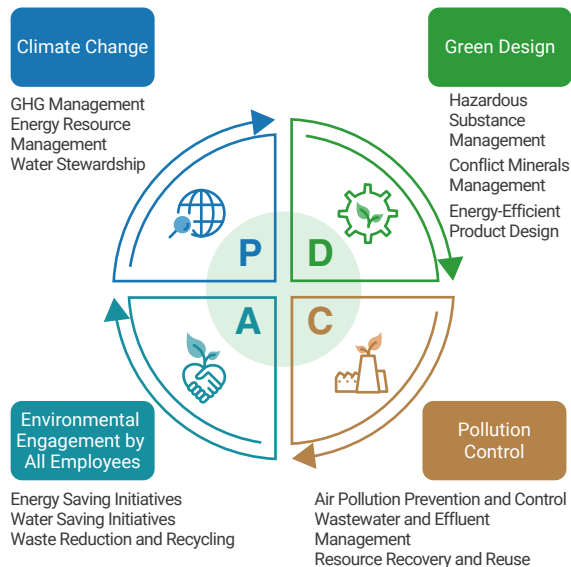 Climate Change
GHG Management
Energy Resource
Management
Water Stewardship
Green Design
Hazardous
Substance
Management
Conflict Minerals
Management
Energy-Efficient
Product Design
P
D
A
C
Environmental
Engagement by
All Employees
Energy Saving Initiatives
Water Saving Initiatives
Waste Reduction and Recycling
Pollution
Control
Air Pollution Prevention and Control
Wastewater and Effluent
Management
Resource Recovery and Reuse